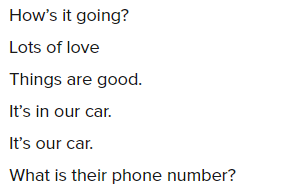 How’s it going?
Lots of love
Things are good.
It’s in our car.
It’s our car.
What is their phone number?